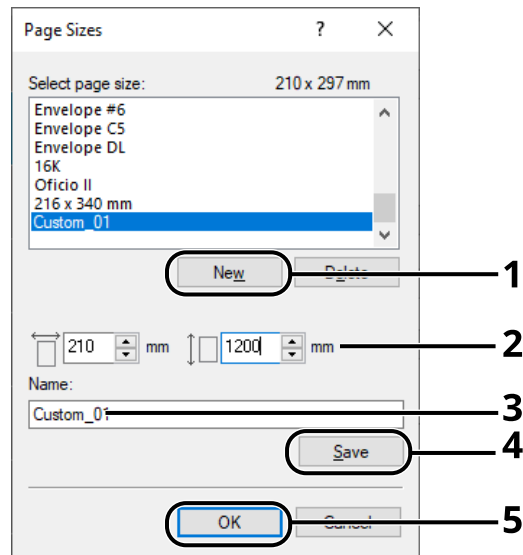 Page Sizes ? ×
Select page size: 210 x 297 mm
Envelope #6
Envelope C5
Envelope DL
16K
Oficio II
216 x 340 mm
Custom_01
New Delete 1
210 mm 1200 mm 2
Name:
Custom_01 3
Save 4
OK Cancel 5